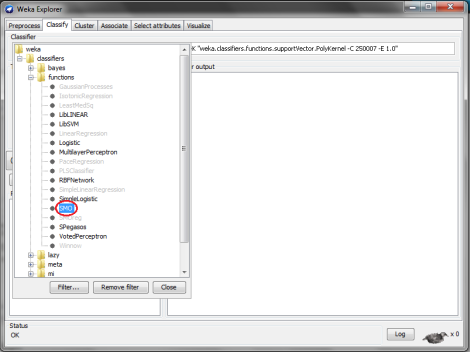 Weka Explorer
Preprocess Classify Cluster Associate Select attributes Visualize
Classifier
weka
classifiers
bayes
functions
GaussianProcesses
IsotonicRegression
LeastMedSq
LibLINEAR
LibSVM
LinearRegression
Logistic
MultilayerPerceptron
PaceRegression
PLSClassifier
RBFNetwork
SimpleLinearRegression
SimpleLogistic
SMO
SMOreg
SPegasos
VotedPerceptron
Winnow
lazy
meta
mi
Filter... Remove filter Close
K "weka.classifiers.functions.supportVector.PolyKernel -C 250007 -E 1.0"
r output
Status
OK
Log
x 0